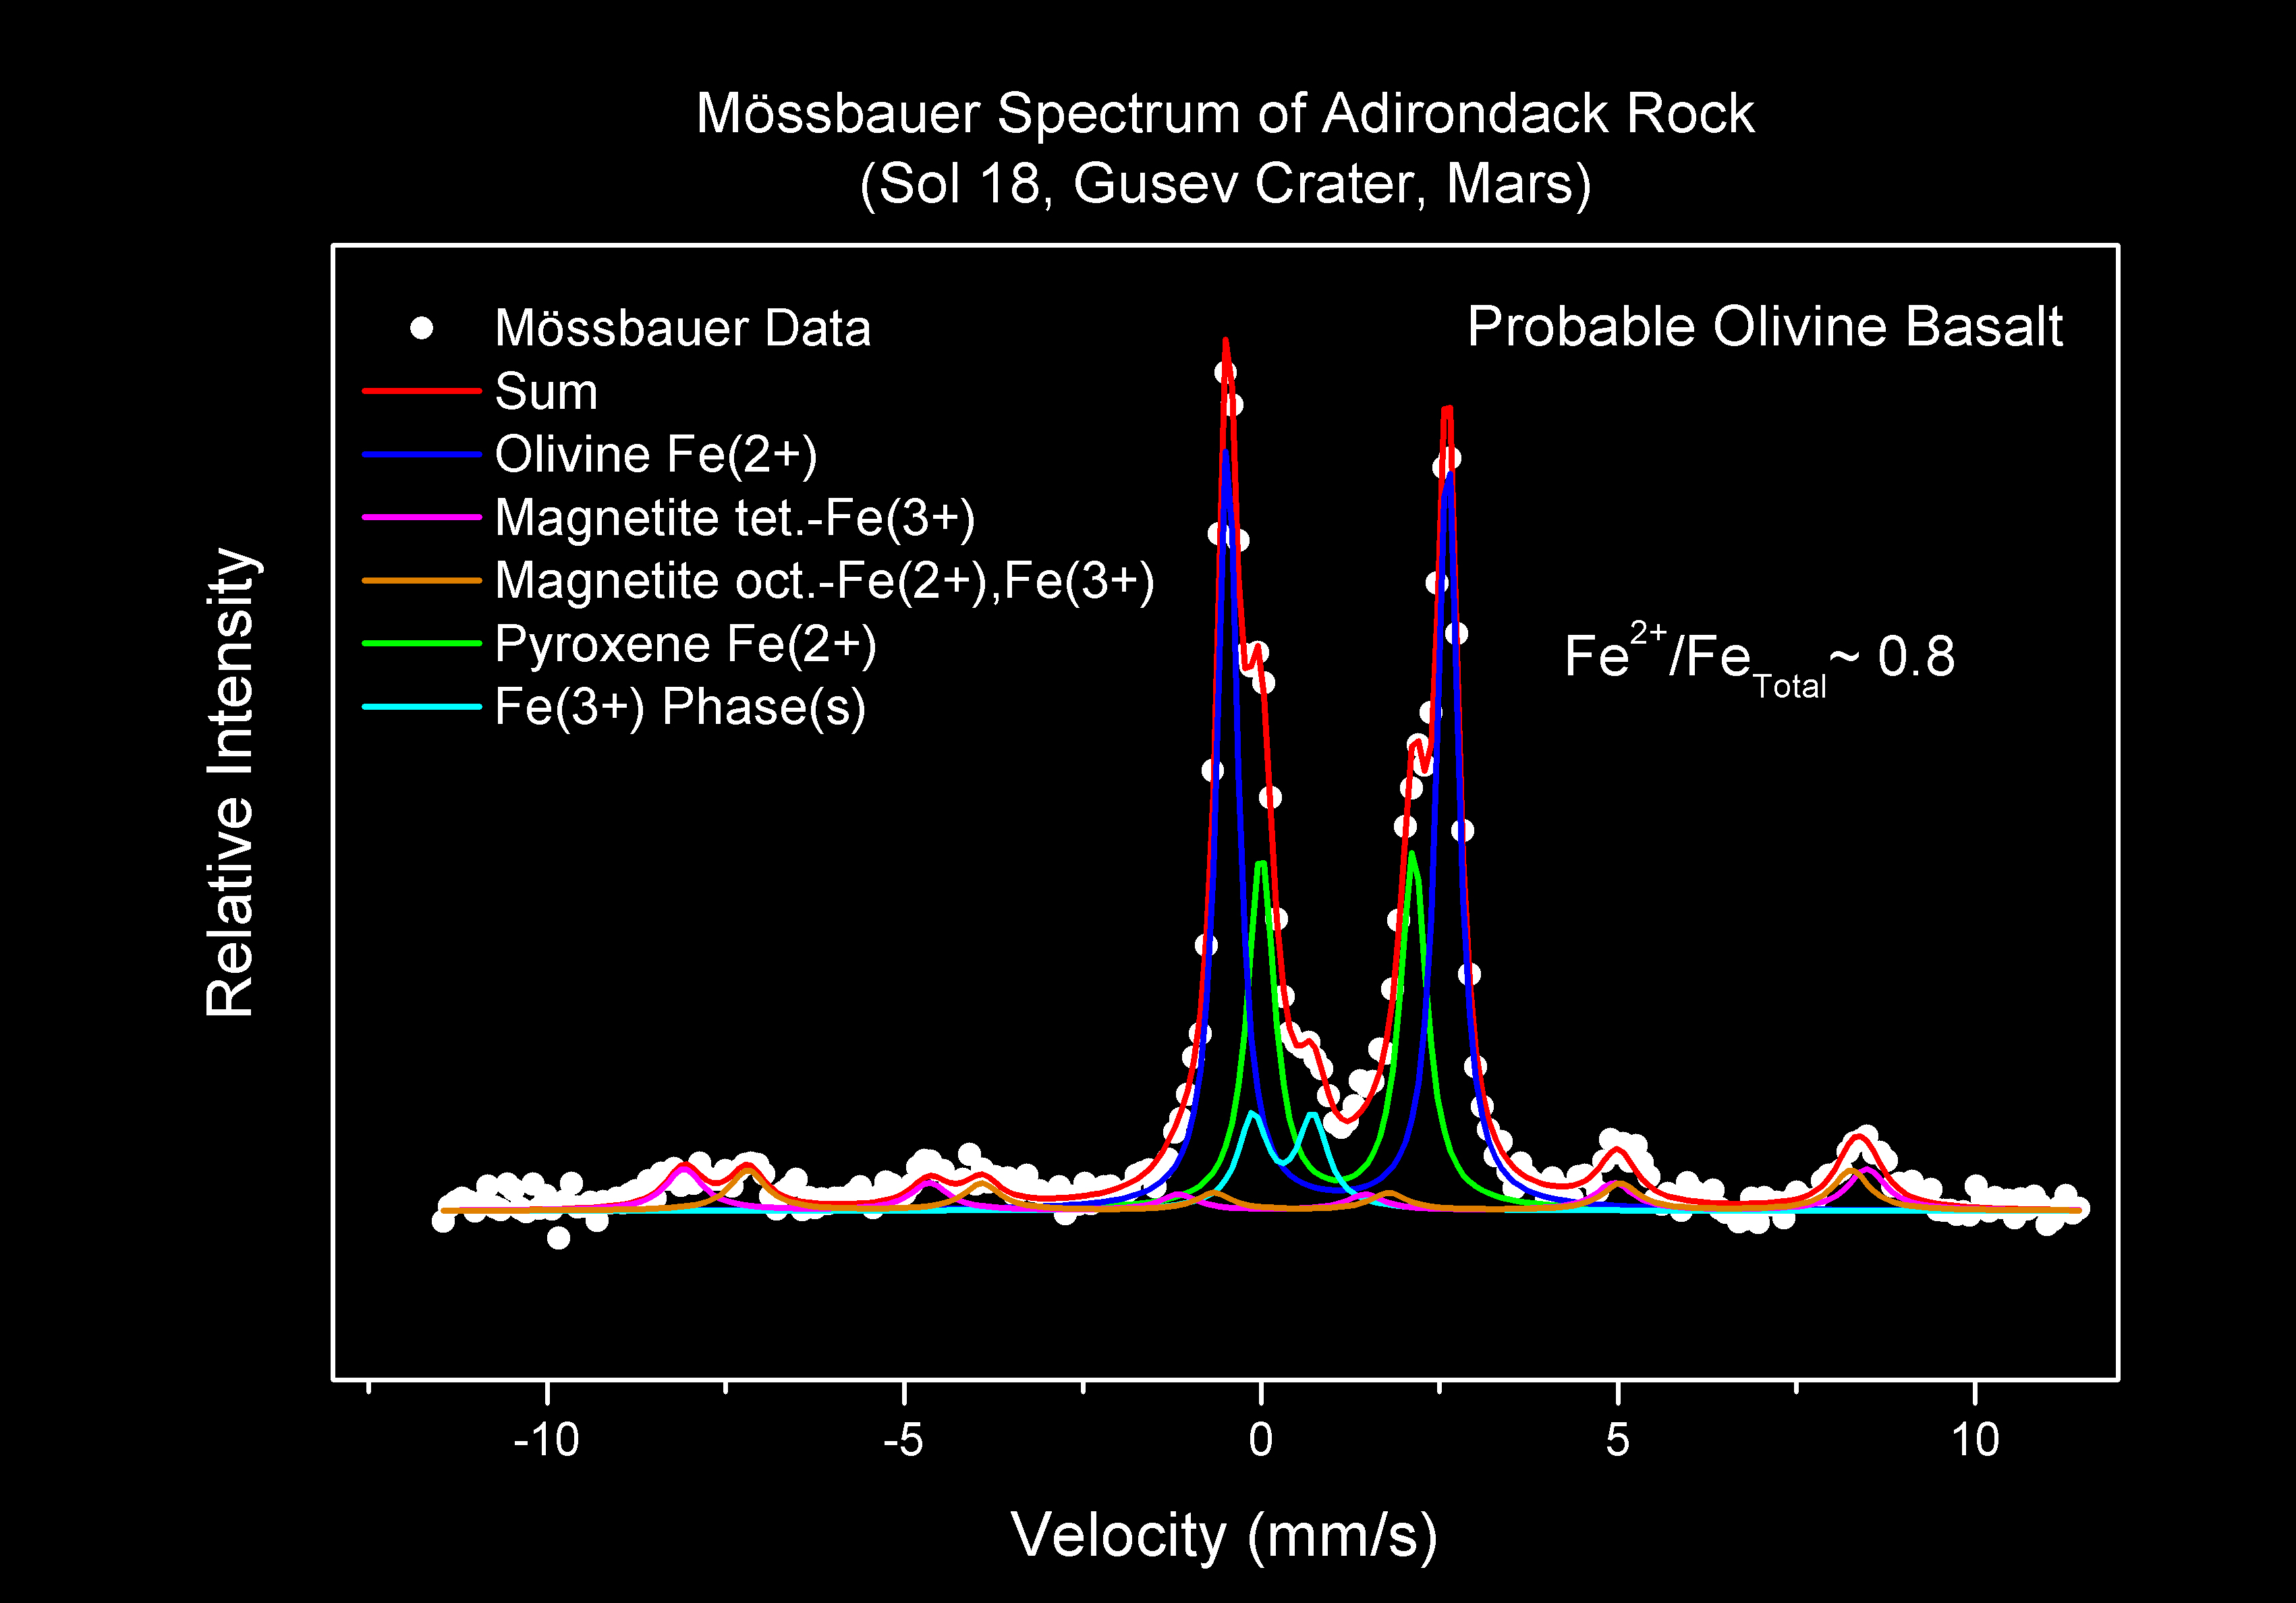 Mössbauer Spectrum of Adirondack Rock
(Sol 18, Gusev Crater, Mars)
Mössbauer Data
Sum
Olivine Fe(2+)
Magnetite tet.-Fe(3+)
Magnetite oct.-Fe(2+),Fe(3+)
Pyroxene Fe(2+)
Fe(3+) Phase(s)
Probable Olivine Basalt
Fe²⁺/Fe_Total ~ 0.8
Relative Intensity
-10 -5 0 5 10
Velocity (mm/s)